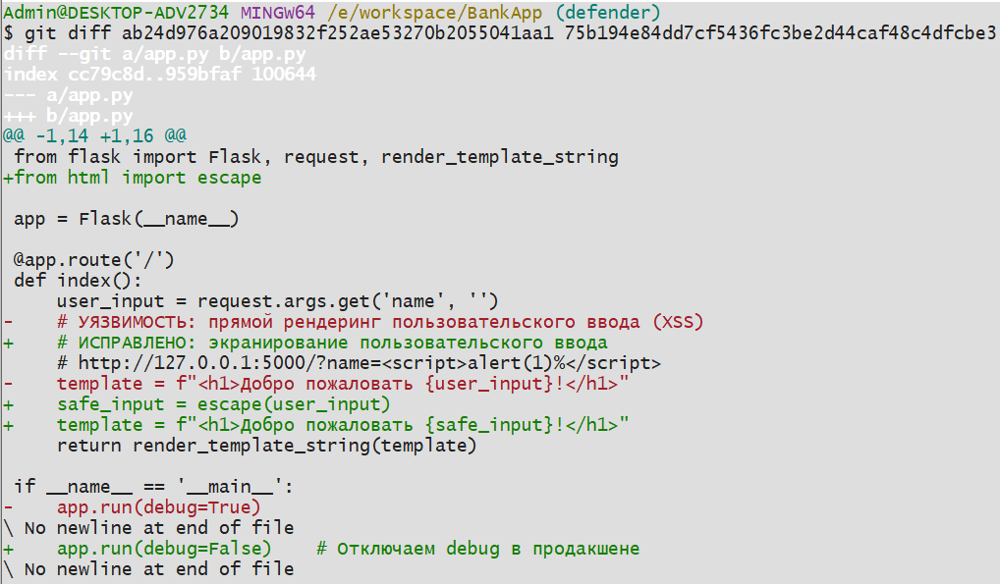 Admin@DESKTOP-ADV2734 MINGW64 /e/workspace/BankApp (defender)
$ git diff ab24d976a209019832f252ae53270b2055041aa1 75b194e84dd7cf5436fc3be2d44caf48c4dfcbe3
diff --git a/app.py b/app.py
index cc79c8d..959bfaf 100644
--- a/app.py
+++ b/app.py
@@ -1,14 +1,16 @@
 from flask import Flask, request, render_template_string
+from html import escape

 app = Flask(__name__)

 @app.route('/')
 def index():
     user_input = request.args.get('name', '')
-    # УЯЗВИМОСТЬ: прямой рендеринг пользовательского ввода (XSS)
+    # ИСПРАВЛЕНО: экранирование пользовательского ввода
     # http://127.0.0.1:5000/?name=<script>alert(1)%</script>
-    template = f"<h1>Добро пожаловать {user_input}!</h1>"
+    safe_input = escape(user_input)
+    template = f"<h1>Добро пожаловать {safe_input}!</h1>"
     return render_template_string(template)

 if __name__ == '__main__':
-    app.run(debug=True)
\ No newline at end of file
+    app.run(debug=False)    # Отключаем debug в продакшене
\ No newline at end of file